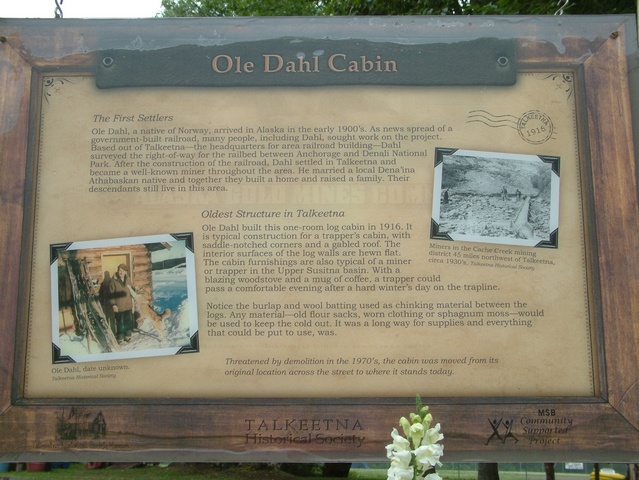 Ole Dahl Cabin
The First Settlers
Ole Dahl, a native of Norway, arrived in Alaska in the early 1900's. As news spread of a
government-built railroad, many people, including Dahl, sought work on the project.
Based out of Talkeetna—the headquarters for area railroad building—Dahl
surveyed the right-of-way for the railbed between Anchorage and Denali National
Park. After the construction of the railroad, Dahl settled in Talkeetna and
became a well-known miner throughout the area. He married a local Dena'ina
Athabaskan native and together they built a home and raised a family. Their
descendants still live in this area.
TALKEETNA
1916
Miners in the Cache Creek mining
district 45 miles northwest of Talkeetna,
circa 1930's. Talkeetna Historical Society
Oldest Structure in Talkeetna
Ole Dahl built this one-room log cabin in 1916. It
is typical construction for a trapper's cabin, with
saddle-notched corners and a gabled roof. The
interior surfaces of the log walls are hewn flat.
The cabin furnishings are also typical of a miner
or trapper in the Upper Susitna basin. With a
blazing woodstove and a mug of coffee, a trapper could
pass a comfortable evening after a hard winter's day on the trapline.
Notice the burlap and wool batting used as chinking material between the
logs. Any material—old flour sacks, worn clothing or sphagnum moss—would
be used to keep the cold out. It was a long way for supplies and everything
that could be put to use, was.
Ole Dahl, date unknown.
Talkeetna Historical Society
Threatened by demolition in the 1970's, the cabin was moved from its
original location across the street to where it stands today.
TALKEETNA
Historical Society
MSB
Community
Supported
Project